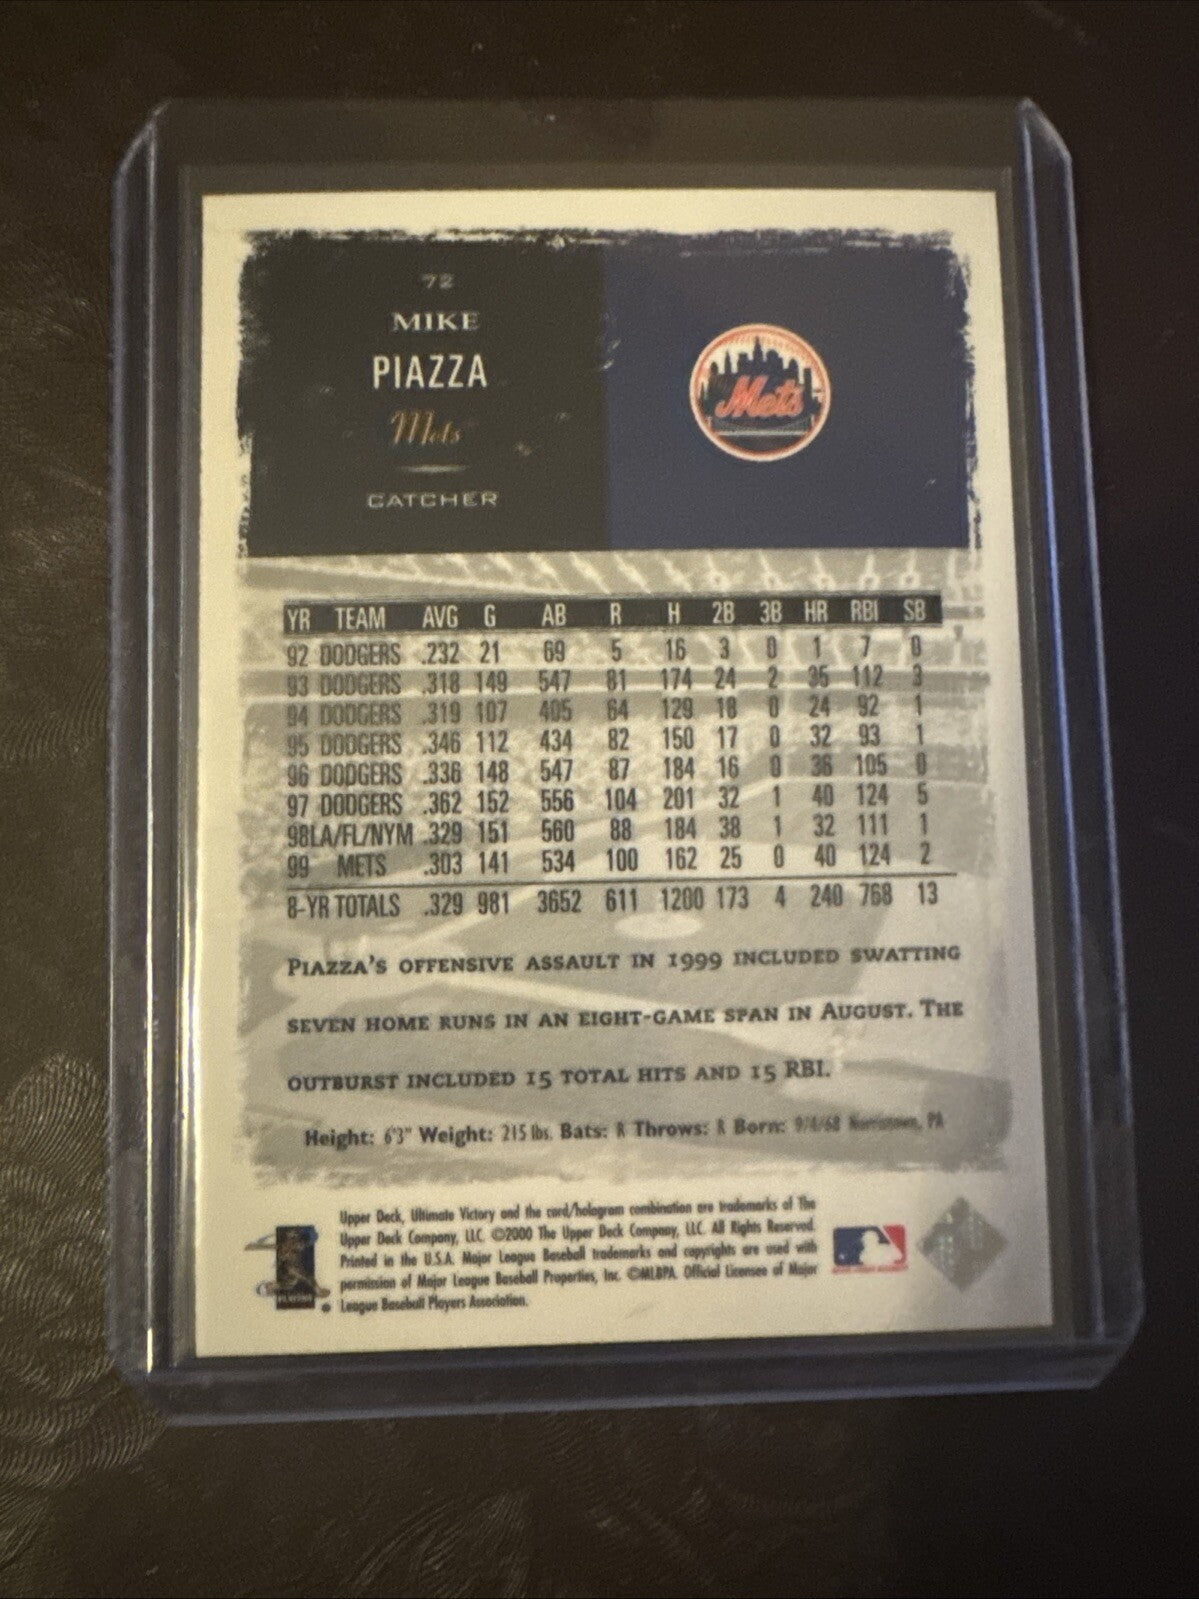 72
MIKE
PIAZZA
Mets
CATCHER
Mets
YR TEAM AVG G AB R H 2B 3B HR RBI SB
92 DODGERS .232 21 69 5 16 3 0 1 7 0
93 DODGERS .318 149 547 81 174 24 2 35 112 3
94 DODGERS .319 107 405 64 129 18 0 24 92 1
95 DODGERS .346 112 434 82 150 17 0 32 93 1
96 DODGERS .336 148 547 87 184 16 0 36 105 0
97 DODGERS .362 152 556 104 201 32 1 40 124 5
98LA/FL/NYM .329 151 560 88 184 38 1 32 111 1
99 METS .303 141 534 100 162 25 0 40 124 2
8-YR TOTALS .329 981 3652 611 1200 173 4 240 768 13
PIAZZA'S OFFENSIVE ASSAULT IN 1999 INCLUDED SWATTING
SEVEN HOME RUNS IN AN EIGHT-GAME SPAN IN AUGUST. THE
OUTBURST INCLUDED 15 TOTAL HITS AND 15 RBI.
Height: 6'3" Weight: 215 lbs. Bats: R Throws: R Born: 9/4/68 Norristown, PA
Upper Deck, Ultimate Victory and the card/hologram combination are trademarks of The
Upper Deck Company, LLC. ©2000 The Upper Deck Company, LLC. All Rights Reserved.
Printed in the U.S.A. Major League Baseball trademarks and copyrights are used with
permission of Major League Baseball Properties, Inc. ©MLBPA Official Licensee of Major
League Baseball Players Association.